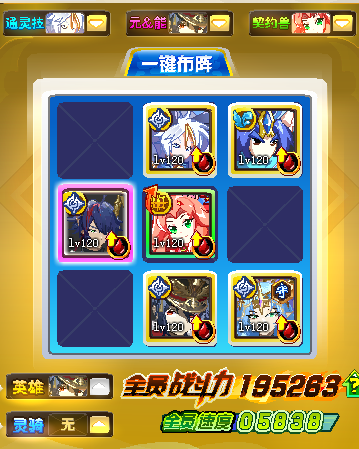 通灵技 元&能 契约兽
一键布阵
lv120 lv120
lv120 lv120
守
lv120 lv120
英雄 全员战斗力 195263
灵骑 无 全员速度 05838